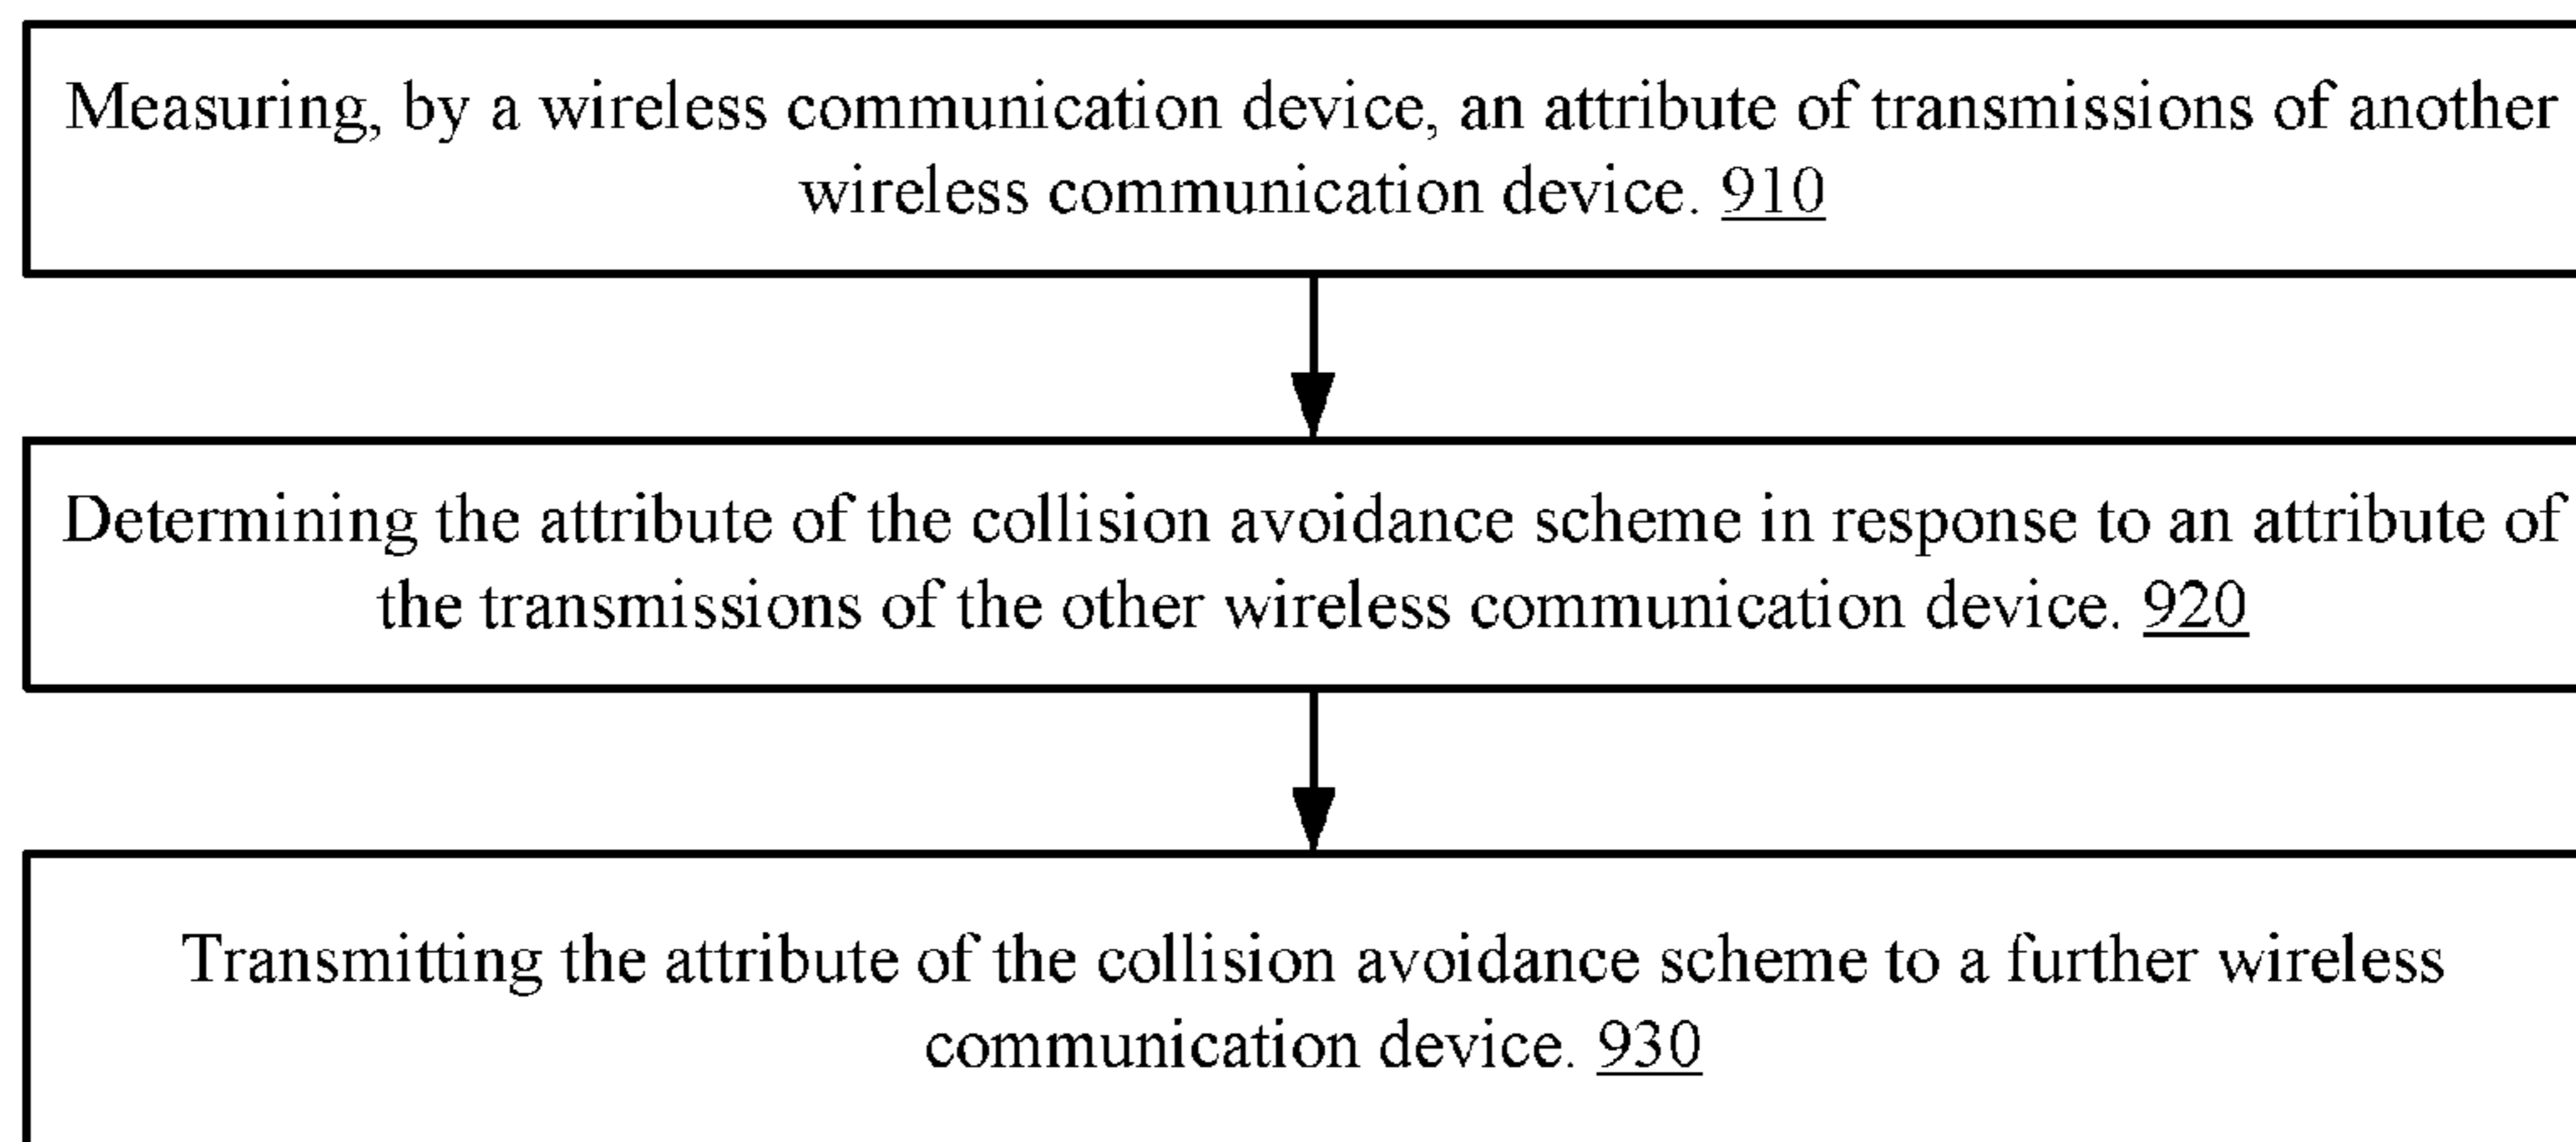 Measuring, by a wireless communication device, an attribute of transmissions of another
wireless communication device. 910
Determining the attribute of the collision avoidance scheme in response to an attribute of
the transmissions of the other wireless communication device. 920
Transmitting the attribute of the collision avoidance scheme to a further wireless
communication device. 930